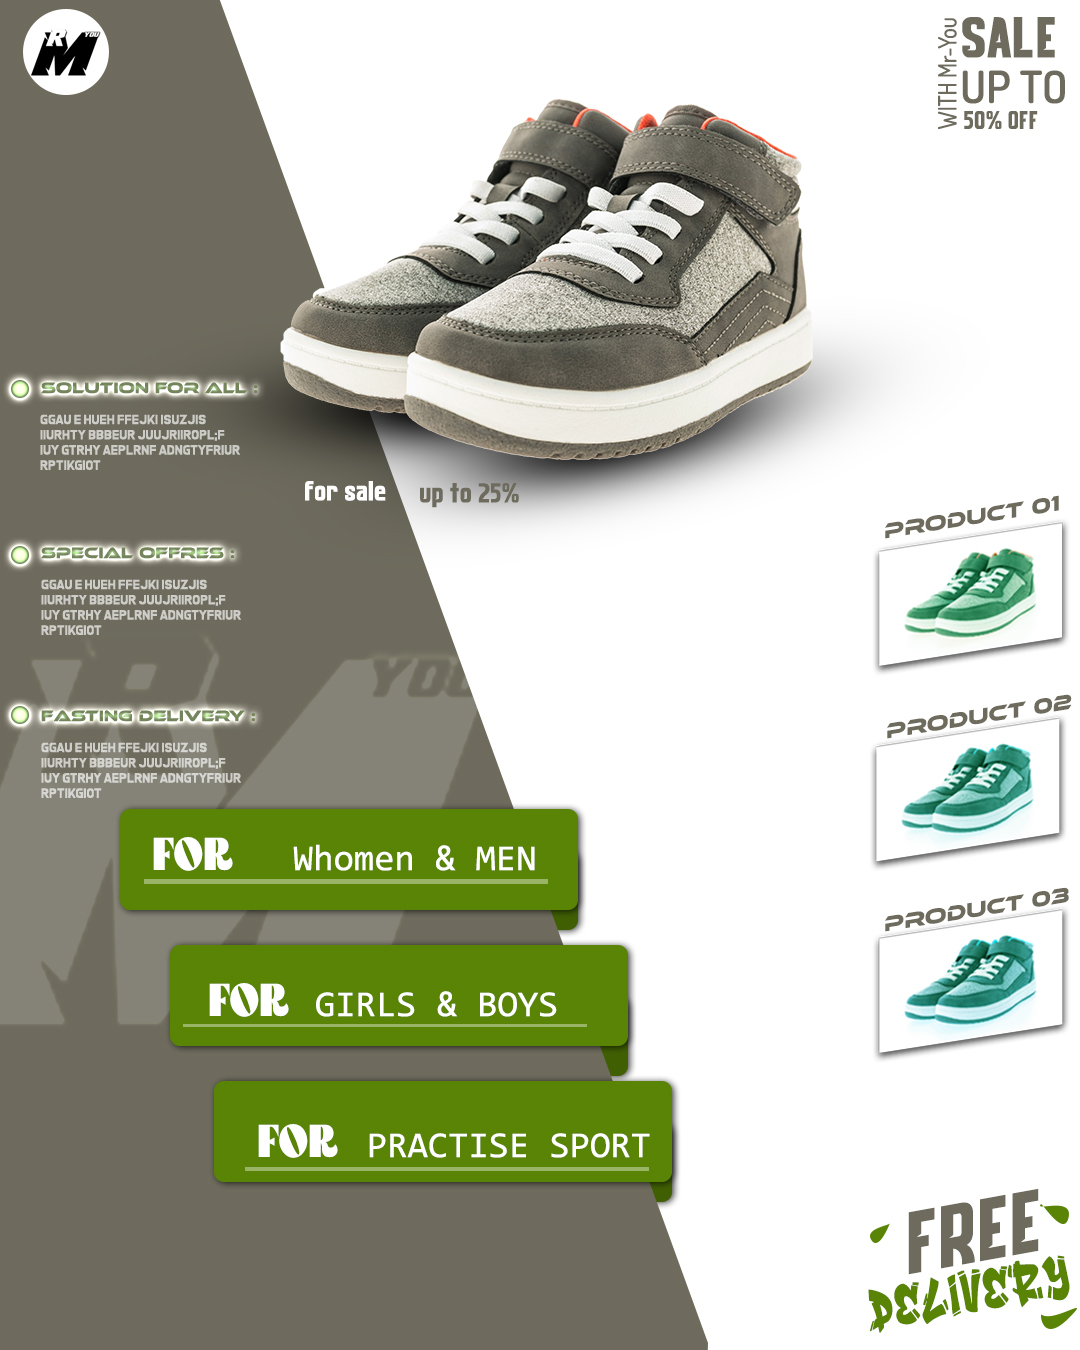 R
M
YOU
WITH Mr-You
SALE
UP TO
50% OFF
SOLUTION FOR ALL :
GGAU E HUEH FFEJKI ISUZJIS
IIURHTY BBBEUR JUUJRIIROPL;F
IUY GTRHY AEPLRNF ADNGTYFRIUR
RPTIKGIOT
for sale
up to 25%
SPECIAL OFFRES :
GGAU E HUEH FFEJKI ISUZJIS
IIURHTY BBBEUR JUUJRIIROPL;F
IUY GTRHY AEPLRNF ADNGTYFRIUR
RPTIKGIOT
R
M
YOU
FASTING DELIVERY :
GGAU E HUEH FFEJKI ISUZJIS
IIURHTY BBBEUR JUUJRIIROPL;F
IUY GTRHY AEPLRNF ADNGTYFRIUR
RPTIKGIOT
FOR Whomen & MEN
FOR GIRLS & BOYS
FOR PRACTISE SPORT
PRODUCT 01
PRODUCT 02
PRODUCT 03
FREE
DELIVERY